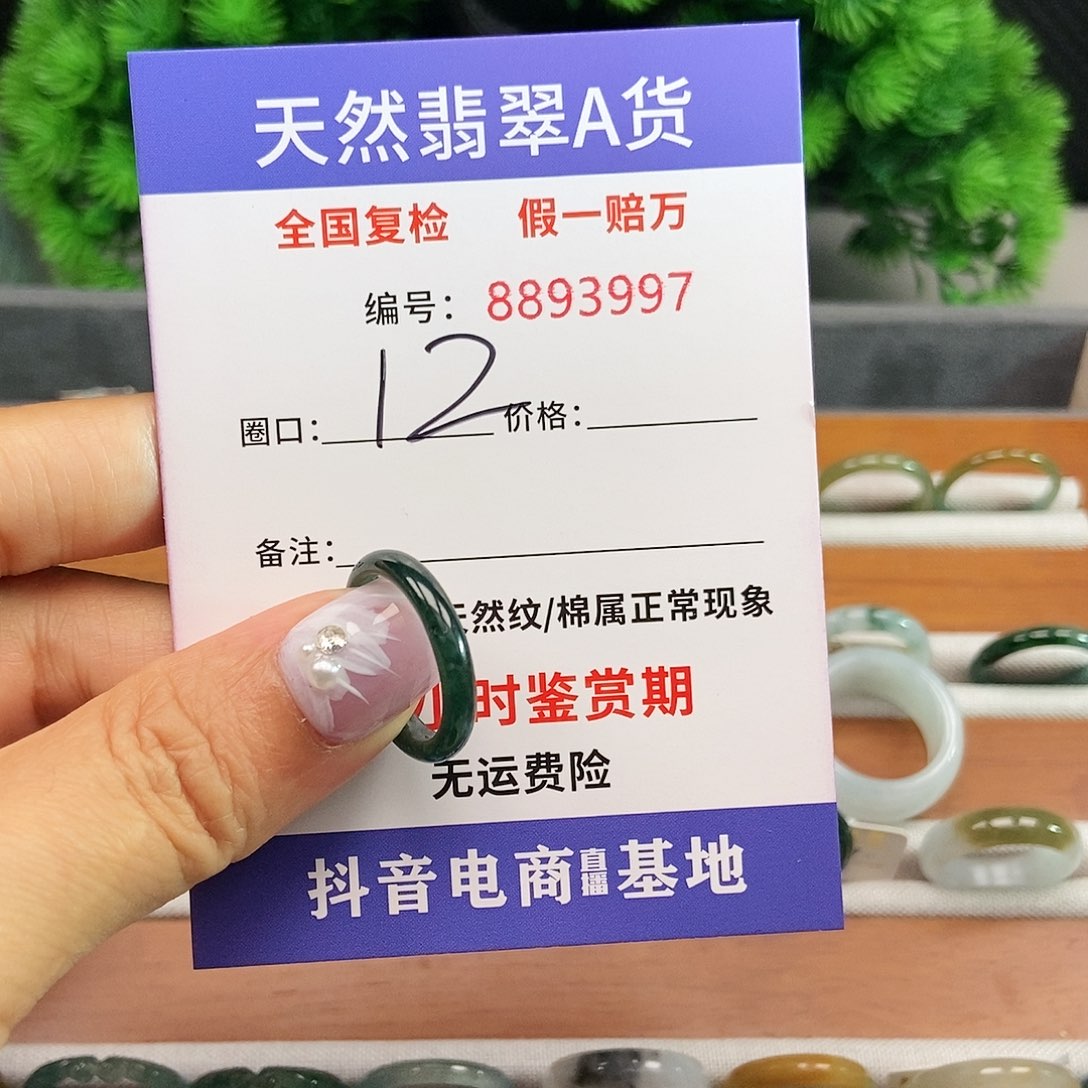 天然翡翠A货
全国复检 假一赔万
编号：8893997
圈口：12 价格：
备注：
然纹/棉属正常现象
小时鉴赏期
无运费险
抖音电商直播基地